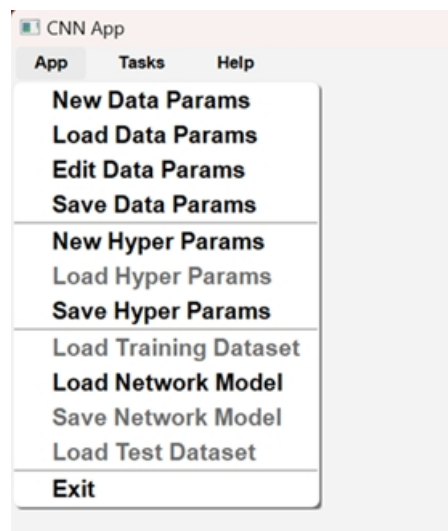 CNN App
App Tasks Help
New Data Params
Load Data Params
Edit Data Params
Save Data Params
New Hyper Params
Load Hyper Params
Save Hyper Params
Load Training Dataset
Load Network Model
Save Network Model
Load Test Dataset
Exit